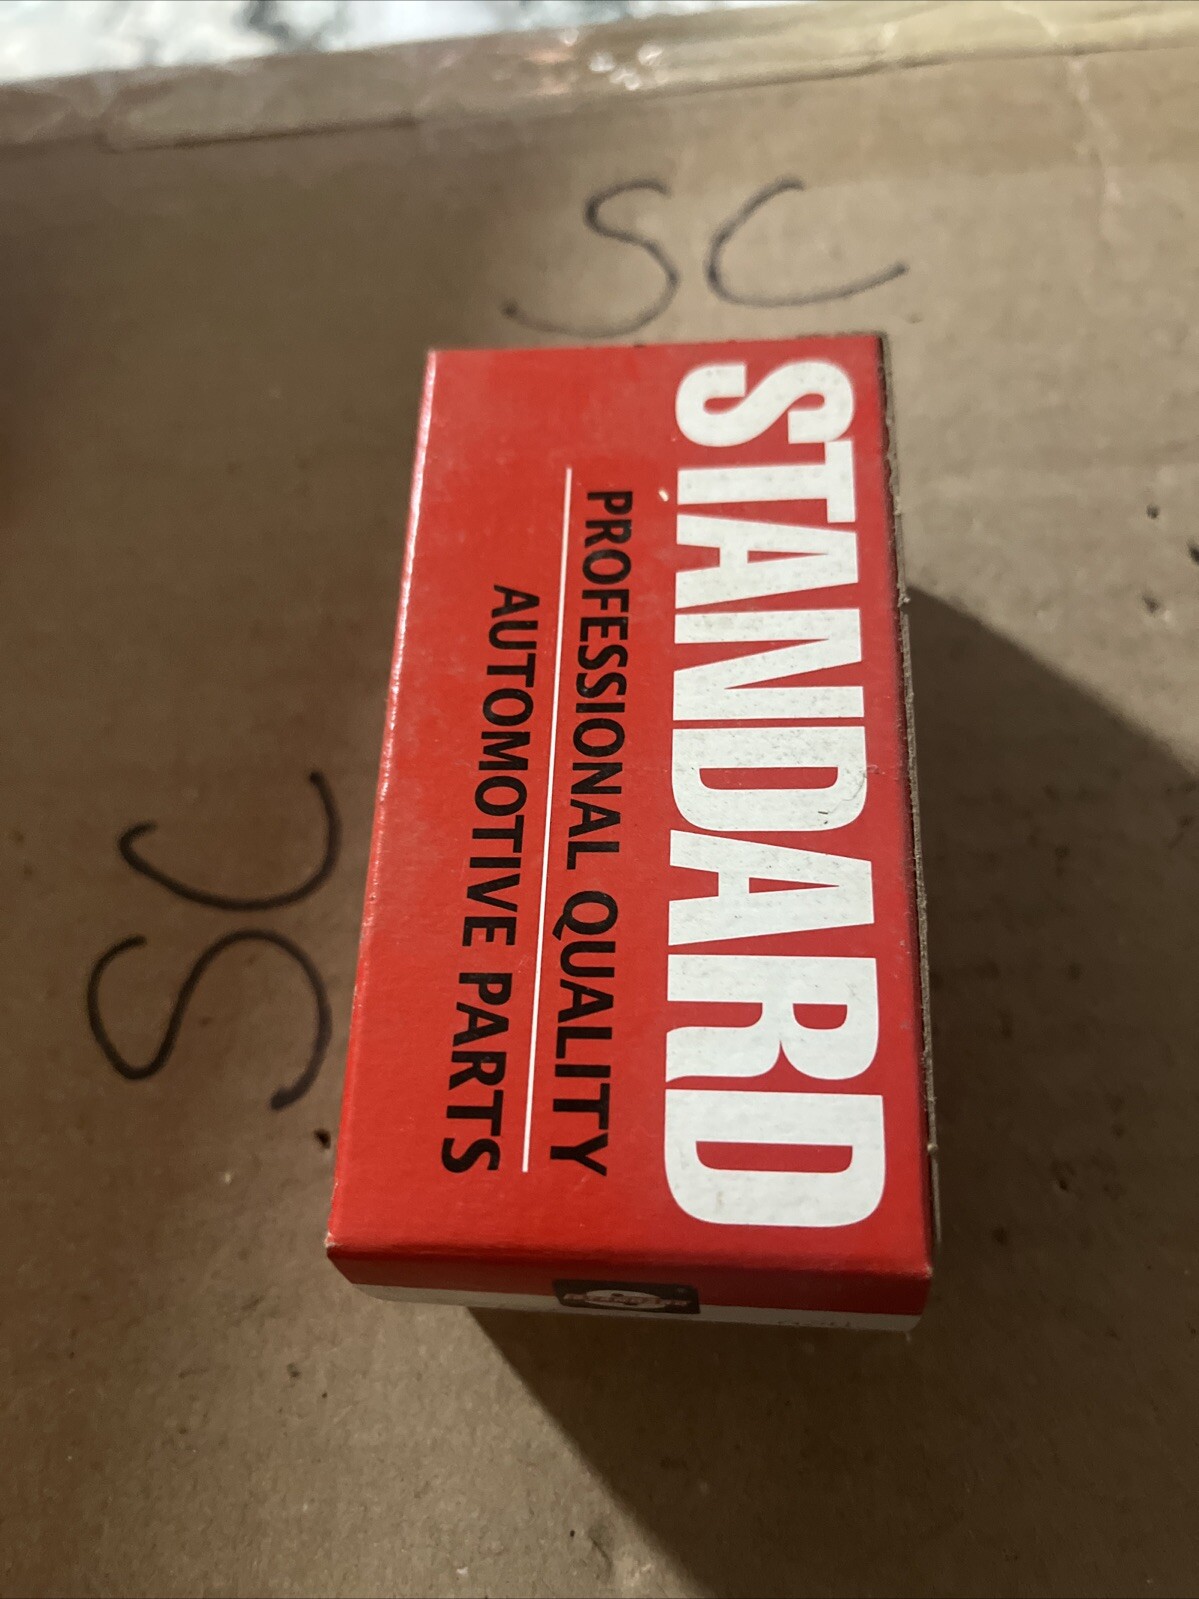 SC
STANDARD
PROFESSIONAL QUALITY
AUTOMOTIVE PARTS
SC